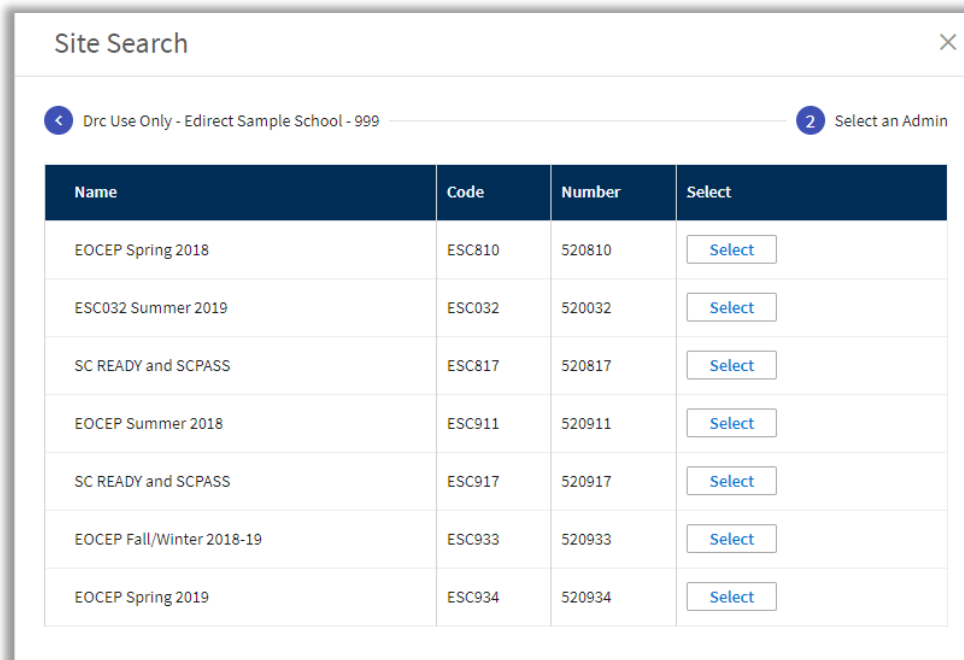 Site Search
Drc Use Only - Edirect Sample School - 999 2 Select an Admin
Name Code Number Select
EOCEP Spring 2018 ESC810 520810 Select
ESC032 Summer 2019 ESC032 520032 Select
SC READY and SCPASS ESC817 520817 Select
EOCEP Summer 2018 ESC911 520911 Select
SC READY and SCPASS ESC917 520917 Select
EOCEP Fall/Winter 2018-19 ESC933 520933 Select
EOCEP Spring 2019 ESC934 520934 Select